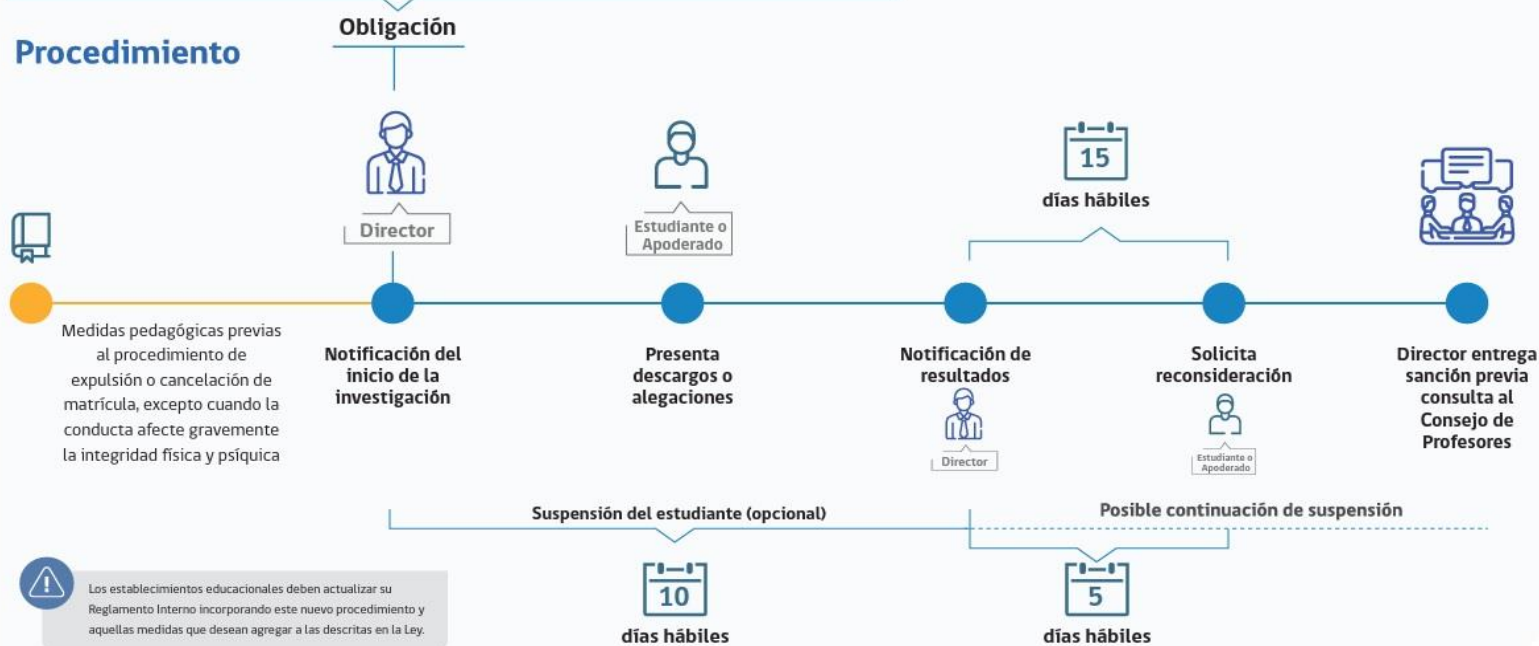 Procedimiento
Obligación
Director
Estudiante o
Apoderado
15
días hábiles
Medidas pedagógicas previas
al procedimiento de
expulsión o cancelación de
matrícula, excepto cuando la
conducta afecte gravemente
la integridad física y psíquica
Notificación del
inicio de la
investigación
Presenta
descargos o
alegaciones
Notificación de
resultados
Director
Solicita
reconsideración
Estudiante o
Apoderado
Director entrega
sanción previa
consulta al
Consejo de
Profesores
Suspensión del estudiante (opcional)
Posible continuación de suspensión
10
días hábiles
5
días hábiles
Los establecimientos educacionales deben actualizar su
Reglamento Interno incorporando este nuevo procedimiento y
aquellas medidas que desean agregar a las descritas en la Ley.